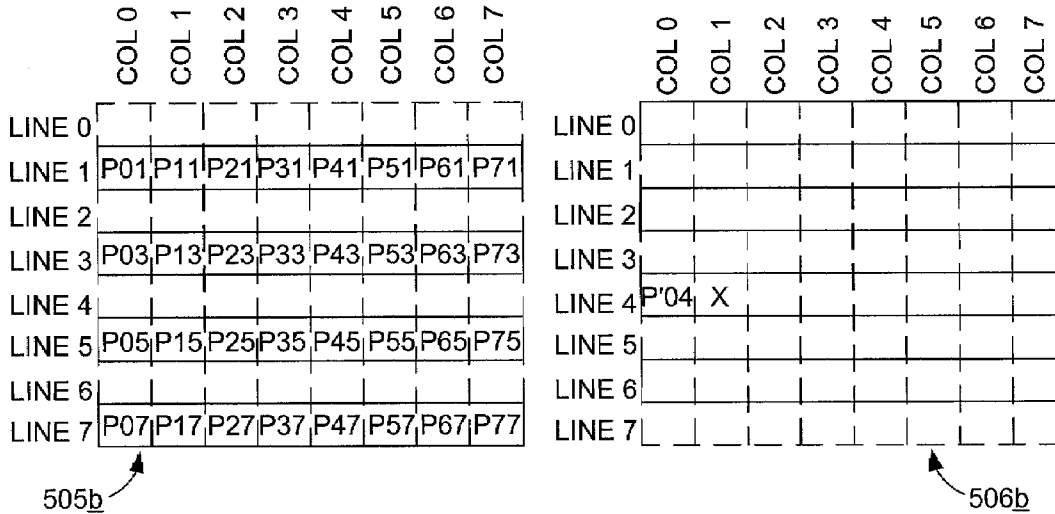 COL 0 COL 1 COL 2 COL 3 COL 4 COL 5 COL 6 COL 7
LINE 0
LINE 1 P01 P11 P21 P31 P41 P51 P61 P71
LINE 2
LINE 3 P03 P13 P23 P33 P43 P53 P63 P73
LINE 4
LINE 5 P05 P15 P25 P35 P45 P55 P65 P75
LINE 6
LINE 7 P07 P17 P27 P37 P47 P57 P67 P77
505b
COL 0 COL 1 COL 2 COL 3 COL 4 COL 5 COL 6 COL 7
LINE 0
LINE 1
LINE 2
LINE 3
LINE 4 P'04 X
LINE 5
LINE 6
LINE 7
506b